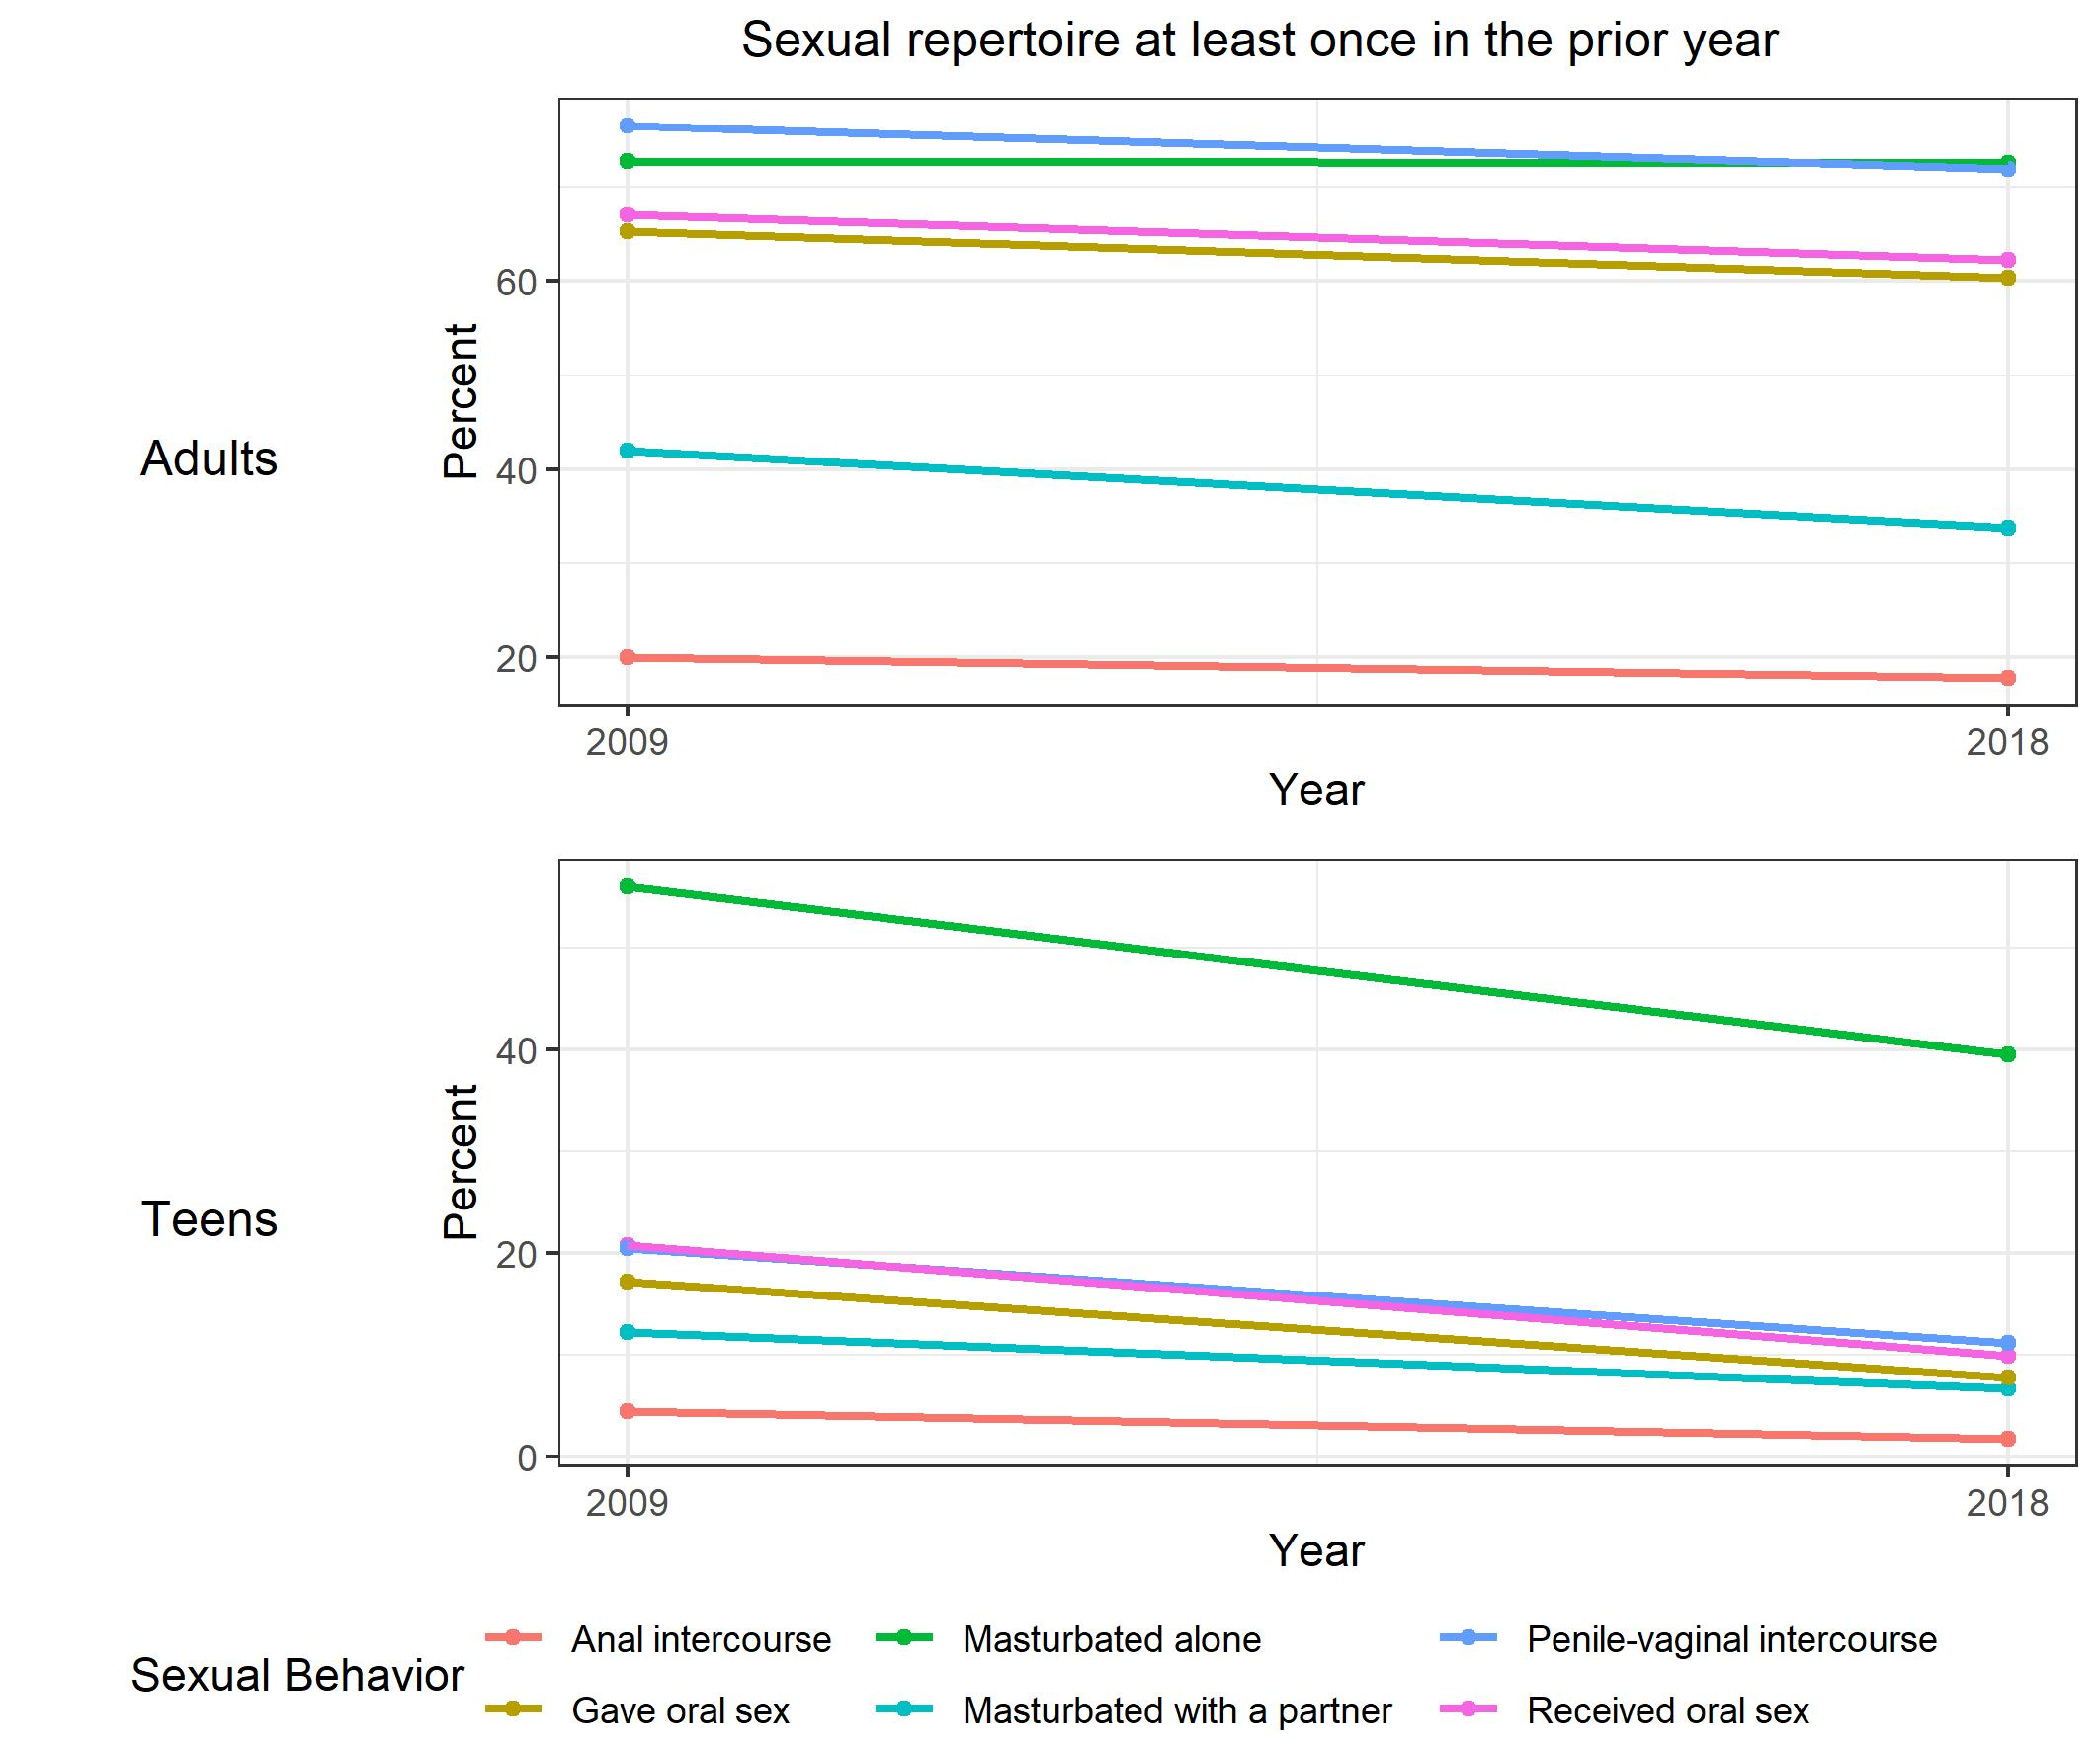 Sexual repertoire at least once in the prior year
Adults
Percent
60
40
20
2009 2018
Year
Teens
Percent
40
20
0
2009 2018
Year
Sexual Behavior
Anal intercourse Masturbated alone Penile-vaginal intercourse
Gave oral sex Masturbated with a partner Received oral sex